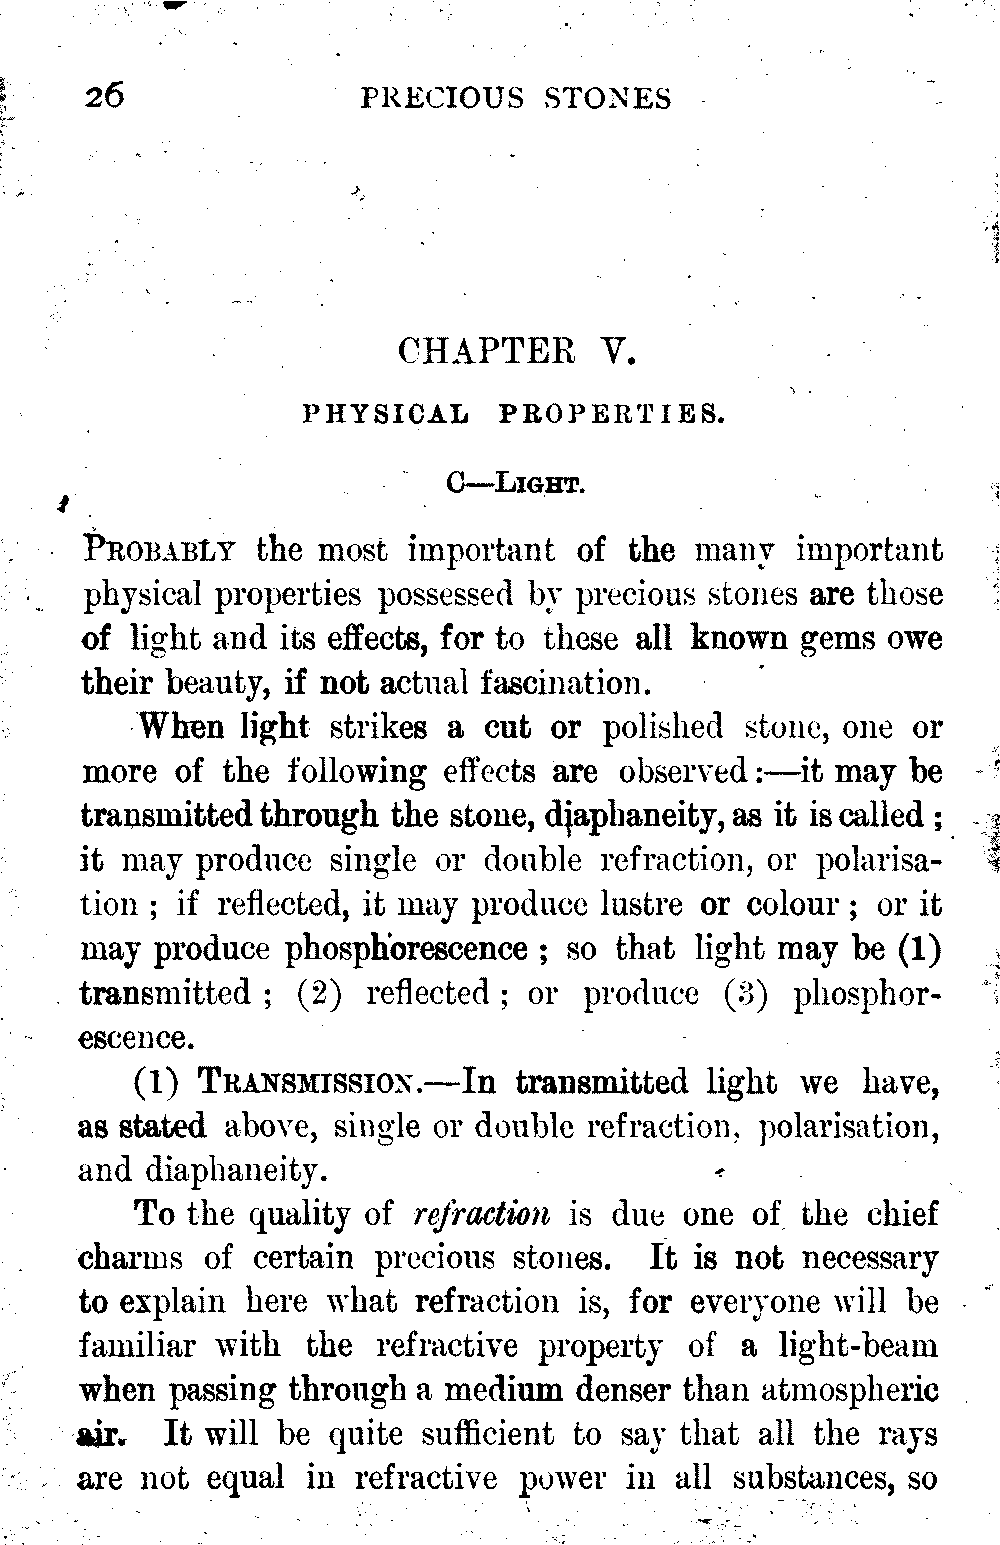 26 PRECIOUS STONES
CHAPTER V.
PHYSICAL PROPERTIES.
C—LIGHT.
PROBABLY the most important of the many important
physical properties possessed by precious stones are those
of light and its effects, for to these all known gems owe
their beauty, if not actual fascination.
When light strikes a cut or polished stone, one or
more of the following effects are observed:—it may be
transmitted through the stone, diaphaneity, as it is called ;
it may produce single or double refraction, or polarisa-
tion ; if reflected, it may produce lustre or colour ; or it
may produce phosphorescence ; so that light may be (1)
transmitted ; (2) reflected ; or produce (3) phosphor-
escence.
(1) TRANSMISSION.—In transmitted light we have,
as stated above, single or double refraction, polarisation,
and diaphaneity.
To the quality of refraction is due one of the chief
charms of certain precious stones. It is not necessary
to explain here what refraction is, for everyone will be
familiar with the refractive property of a light-beam
when passing through a medium denser than atmospheric
air. It will be quite sufficient to say that all the rays
are not equal in refractive power in all substances, so